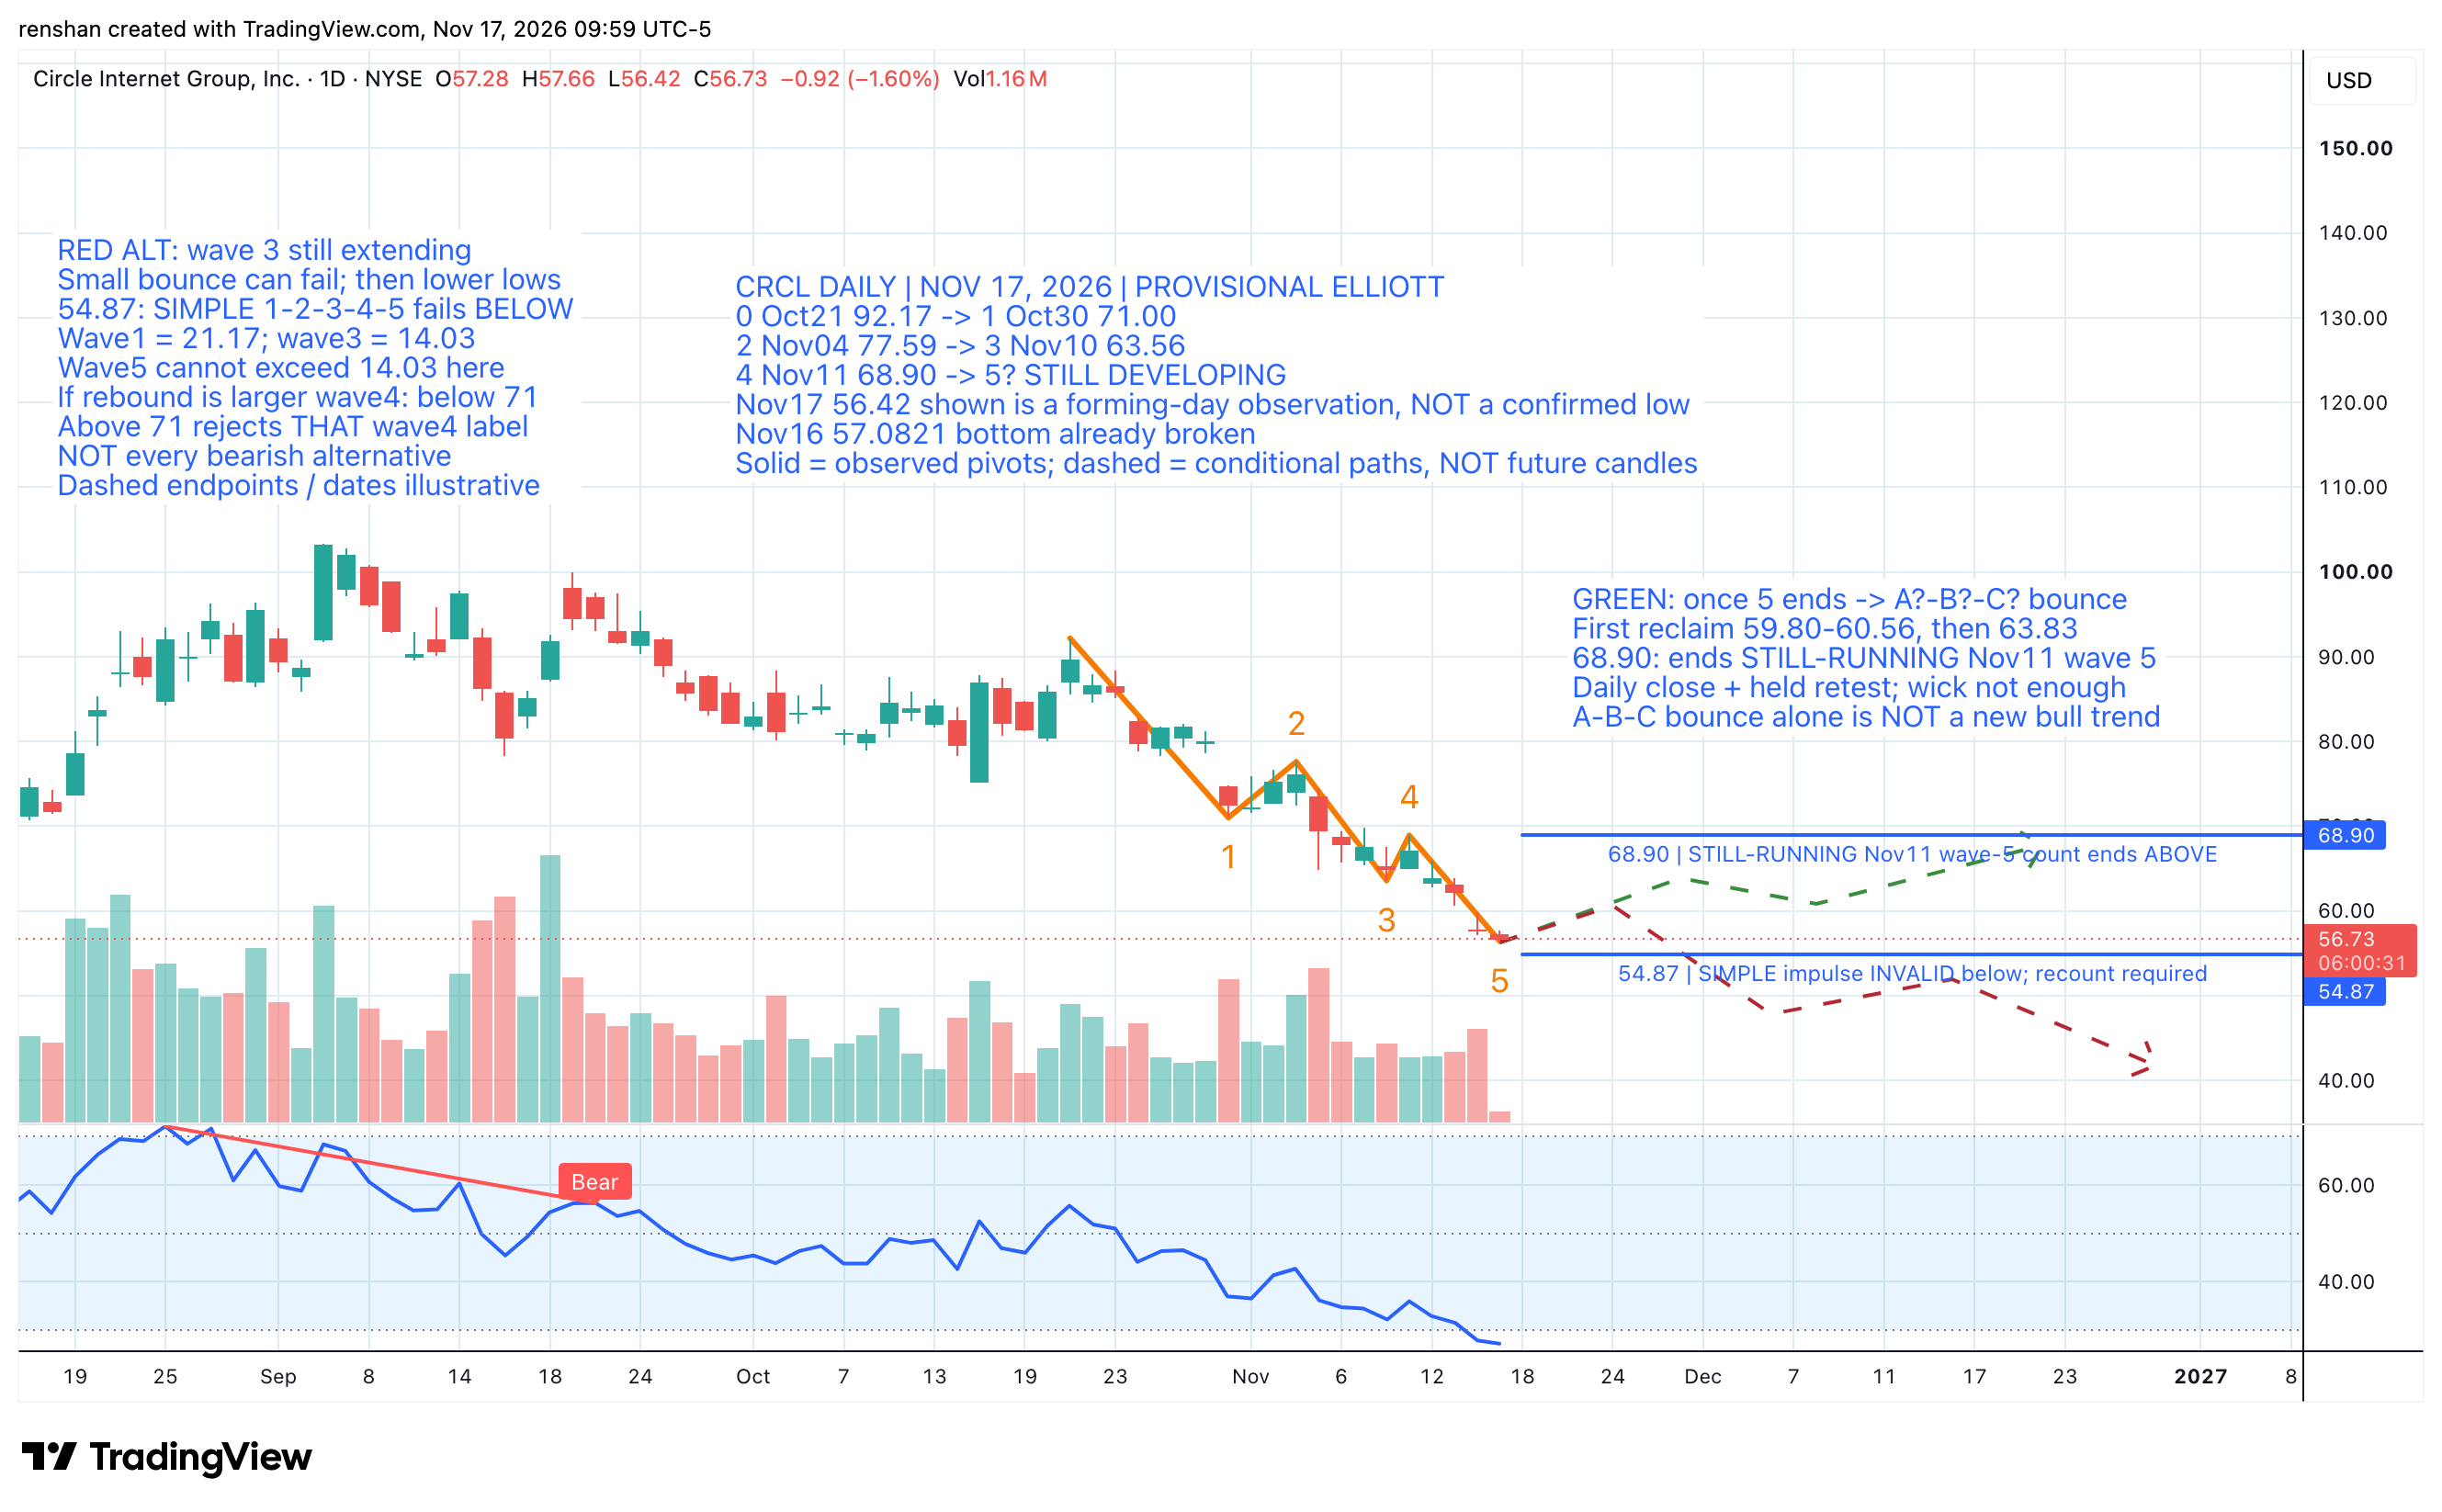 renshan created with TradingView.com, Nov 17, 2026 09:59 UTC-5
Circle Internet Group, Inc. · 1D · NYSE O57.28 H57.66 L56.42 C56.73 −0.92 (−1.60%) Vol1.16 M
USD
150.00
140.00
130.00
120.00
110.00
100.00
90.00
80.00
68.90
60.00
56.73
06:00:31
54.87
40.00
RED ALT: wave 3 still extending
Small bounce can fail; then lower lows
54.87: SIMPLE 1-2-3-4-5 fails BELOW
Wave1 = 21.17; wave3 = 14.03
Wave5 cannot exceed 14.03 here
If rebound is larger wave4: below 71
Above 71 rejects THAT wave4 label
NOT every bearish alternative
Dashed endpoints / dates illustrative
CRCL DAILY | NOV 17, 2026 | PROVISIONAL ELLIOTT
0 Oct21 92.17 -> 1 Oct30 71.00
2 Nov04 77.59 -> 3 Nov10 63.56
4 Nov11 68.90 -> 5? STILL DEVELOPING
Nov17 56.42 shown is a forming-day observation, NOT a confirmed low
Nov16 57.0821 bottom already broken
Solid = observed pivots; dashed = conditional paths, NOT future candles
GREEN: once 5 ends -> A?-B?-C? bounce
First reclaim 59.80-60.56, then 63.83
68.90: ends STILL-RUNNING Nov11 wave 5
Daily close + held retest; wick not enough
A-B-C bounce alone is NOT a new bull trend
2
4
1
3
5
68.90 | STILL-RUNNING Nov11 wave-5 count ends ABOVE
54.87 | SIMPLE impulse INVALID below; recount required
Bear
60.00
40.00
19 25 Sep 8 14 18 24 Oct 7 13 19 23 Nov 6 12 18 24 Dec 7 11 17 23 2027 8
TradingView